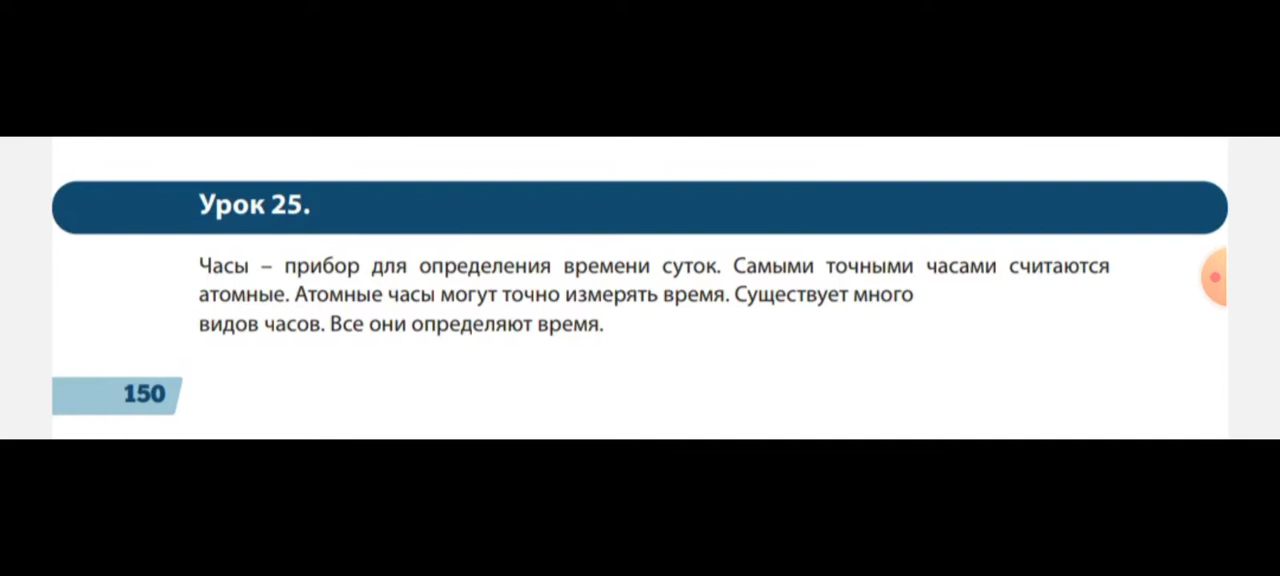 Урок 25.
Часы – прибор для определения времени суток. Самыми точными часами считаются
атомные. Атомные часы могут точно измерять время. Существует много
видов часов. Все они определяют время.
150